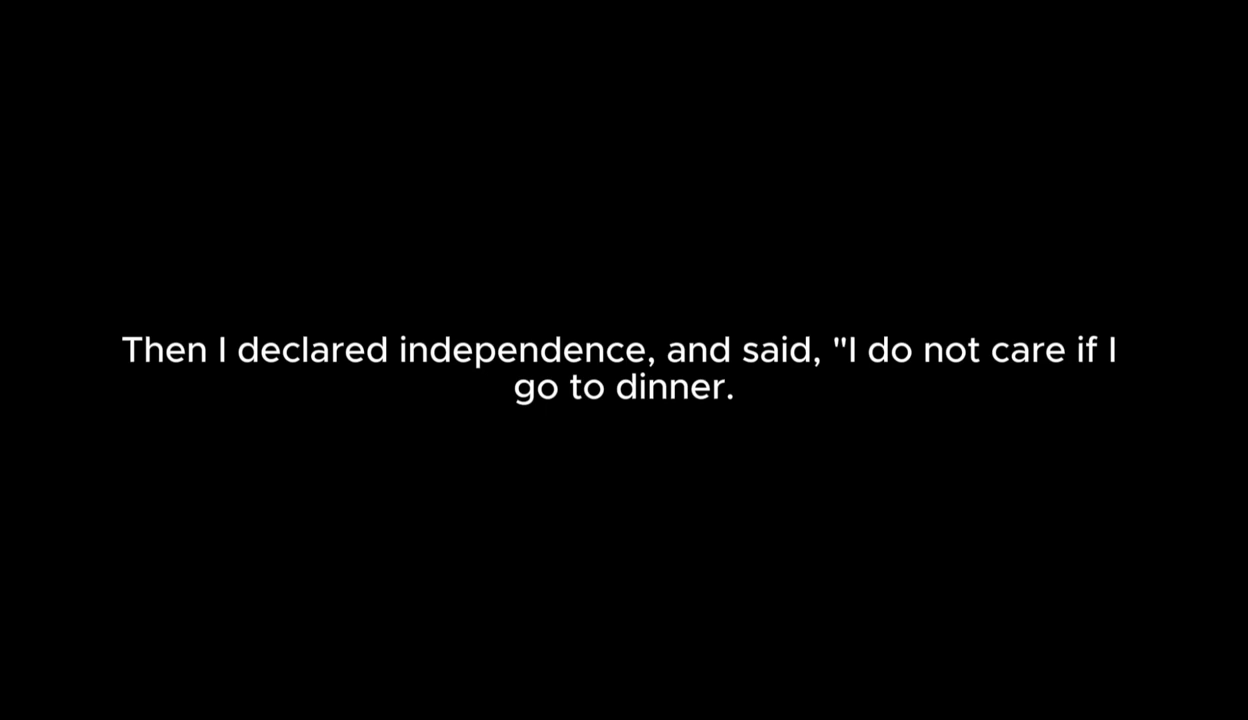 Then I declared independence, and said, "I do not care if I
go to dinner.